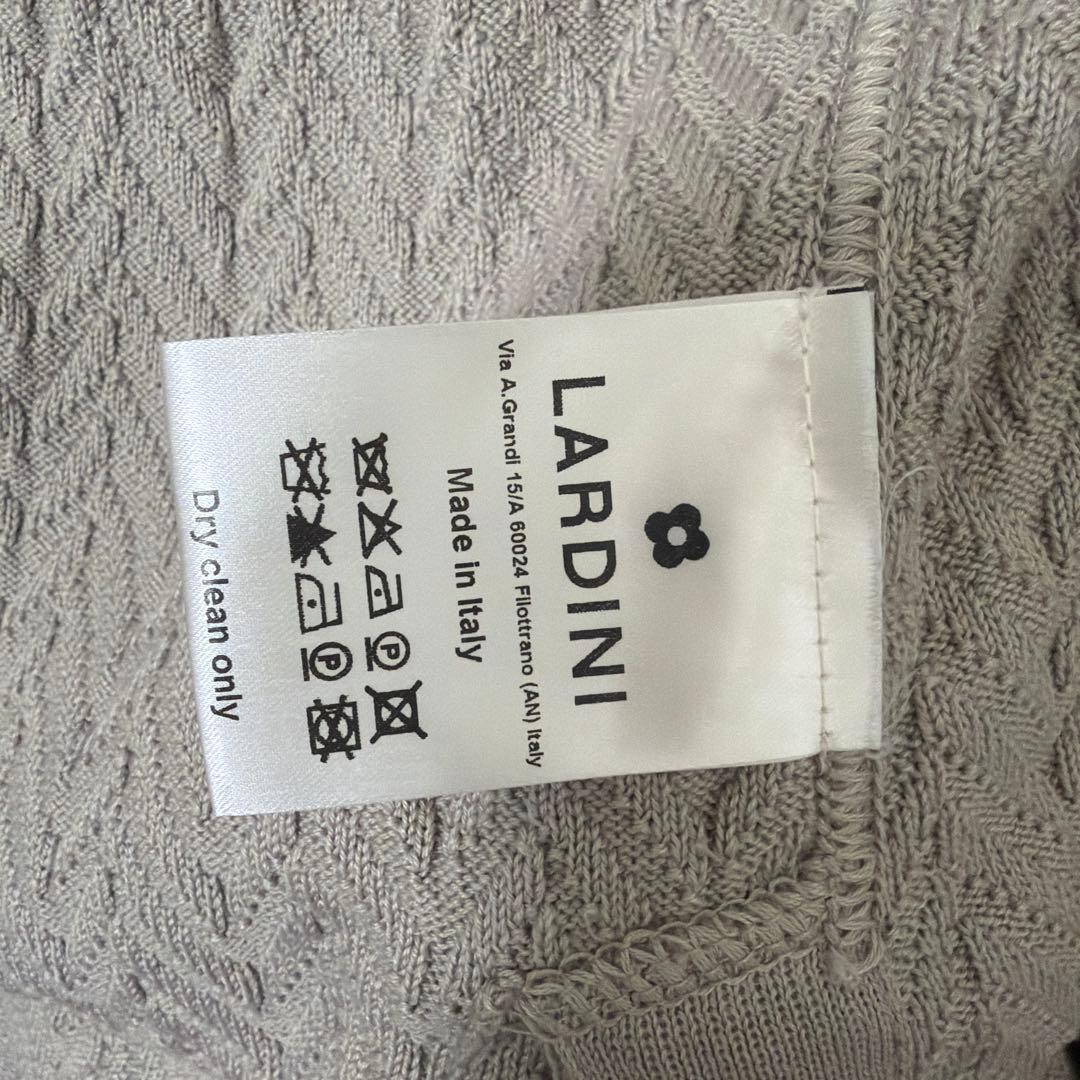 LARDINI
Via A.Grandi 15/A 60024 Filottrano (AN) Italy
Made in Italy
P
P
Dry clean only